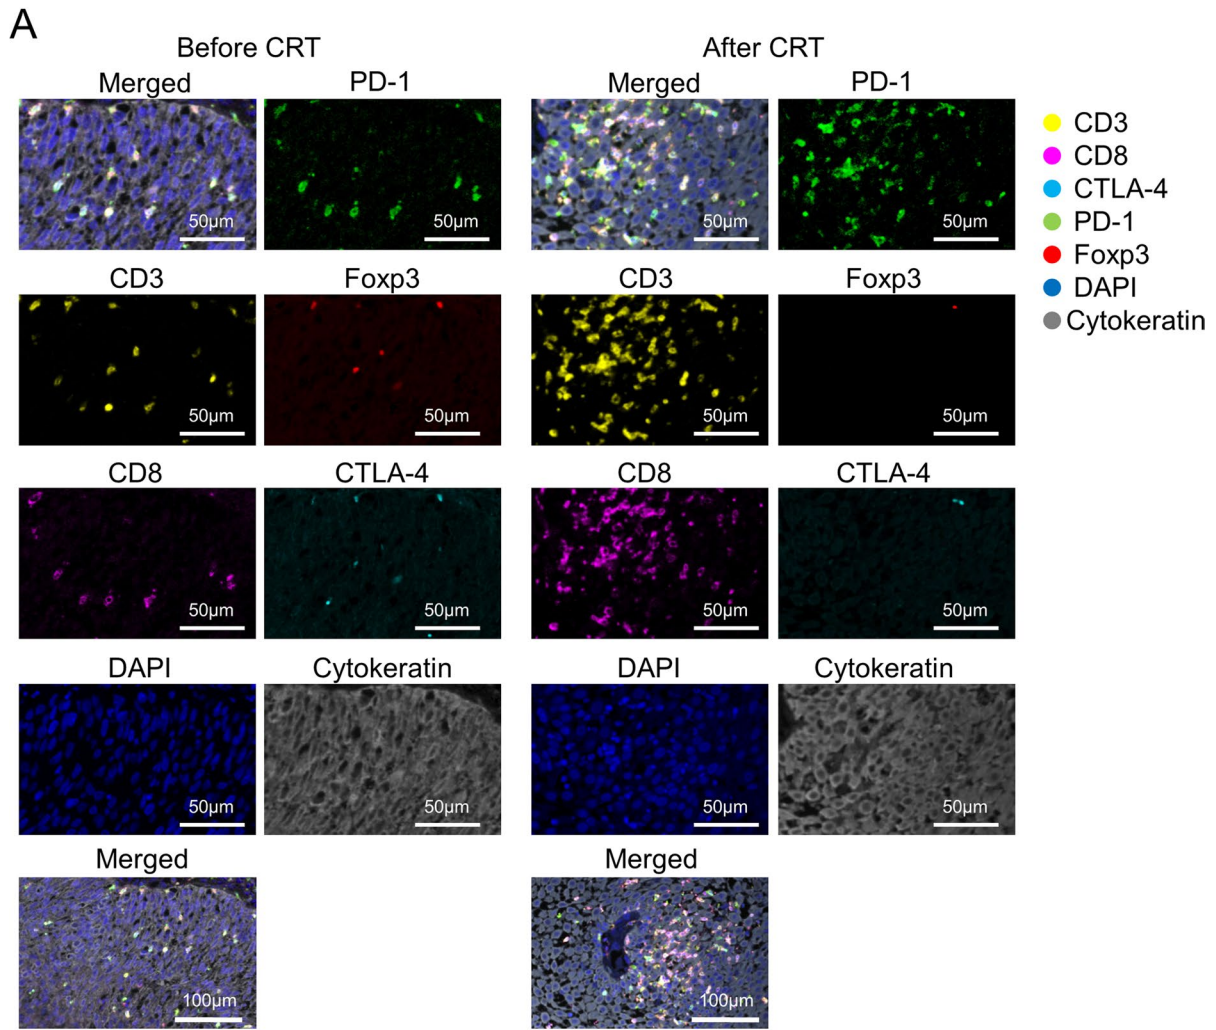 A
Before CRT
After CRT
Merged
PD-1
Merged
PD-1
50µm
50µm
50µm
50µm
CD3
CD8
CTLA-4
PD-1
Foxp3
DAPI
Cytokeratin
CD3
Foxp3
CD3
Foxp3
50µm
50µm
50µm
50µm
CD8
CTLA-4
CD8
CTLA-4
50µm
50µm
50µm
50µm
DAPI
Cytokeratin
DAPI
Cytokeratin
50µm
50µm
50µm
50µm
Merged
Merged
100µm
100µm